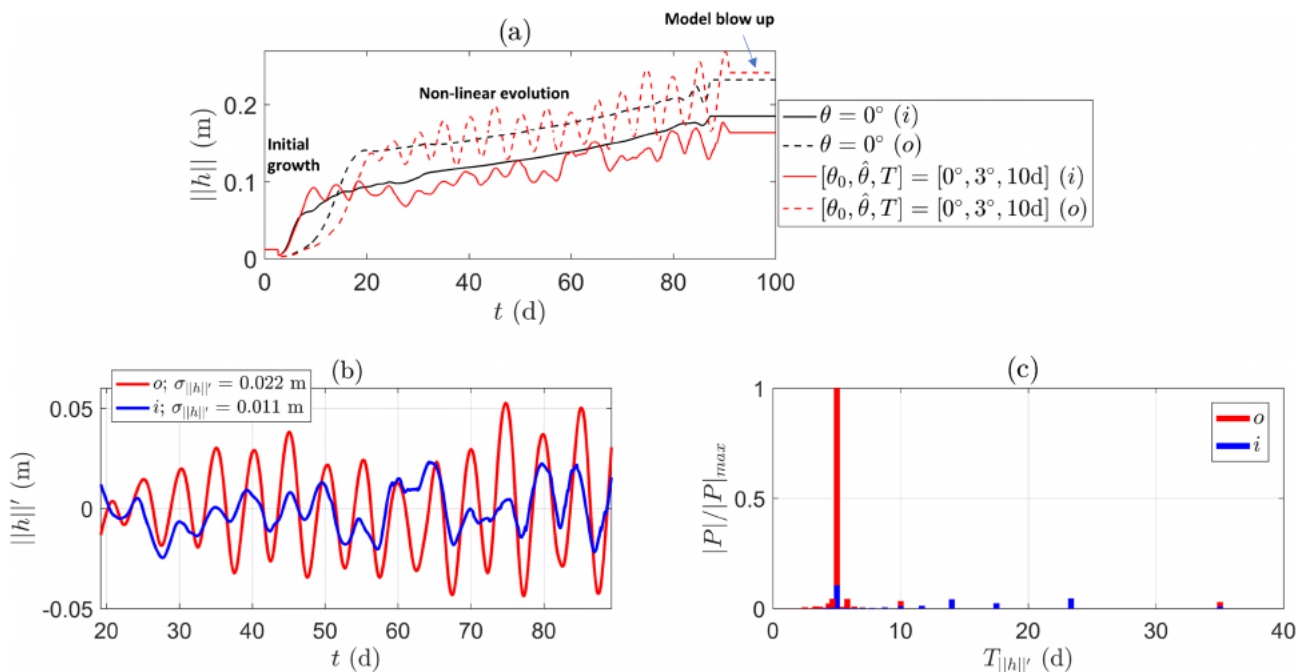 Model blow up
(a)
Non-linear evolution
Initial
growth
0.2
0.1
0
||h|| (m)
0 20 40 60 80 100
t (d)
θ = 0° (i)
θ = 0° (o)
[θ₀, θ̂, T] = [0°, 3°, 10d] (i)
[θ₀, θ̂, T] = [0°, 3°, 10d] (o)
(b)
o; σ||h||′ = 0.022 m
i; σ||h||′ = 0.011 m
0.05
0
-0.05
||h||′ (m)
20 30 40 50 60 70 80
t (d)
(c)
o
i
1
0.5
0
|P|/|P|max
0 10 20 30 40
T||h||′ (d)